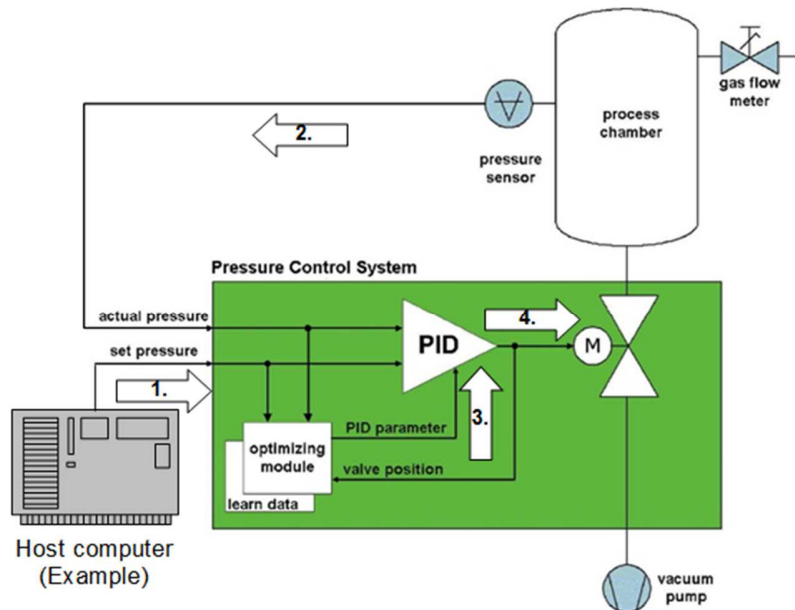 2.
pressure
sensor
process
chamber
gas flow
meter
Pressure Control System
actual pressure
set pressure
1.
PID
4.
M
3.
PID parameter
optimizing
module
valve position
learn data
Host computer
(Example)
vacuum
pump